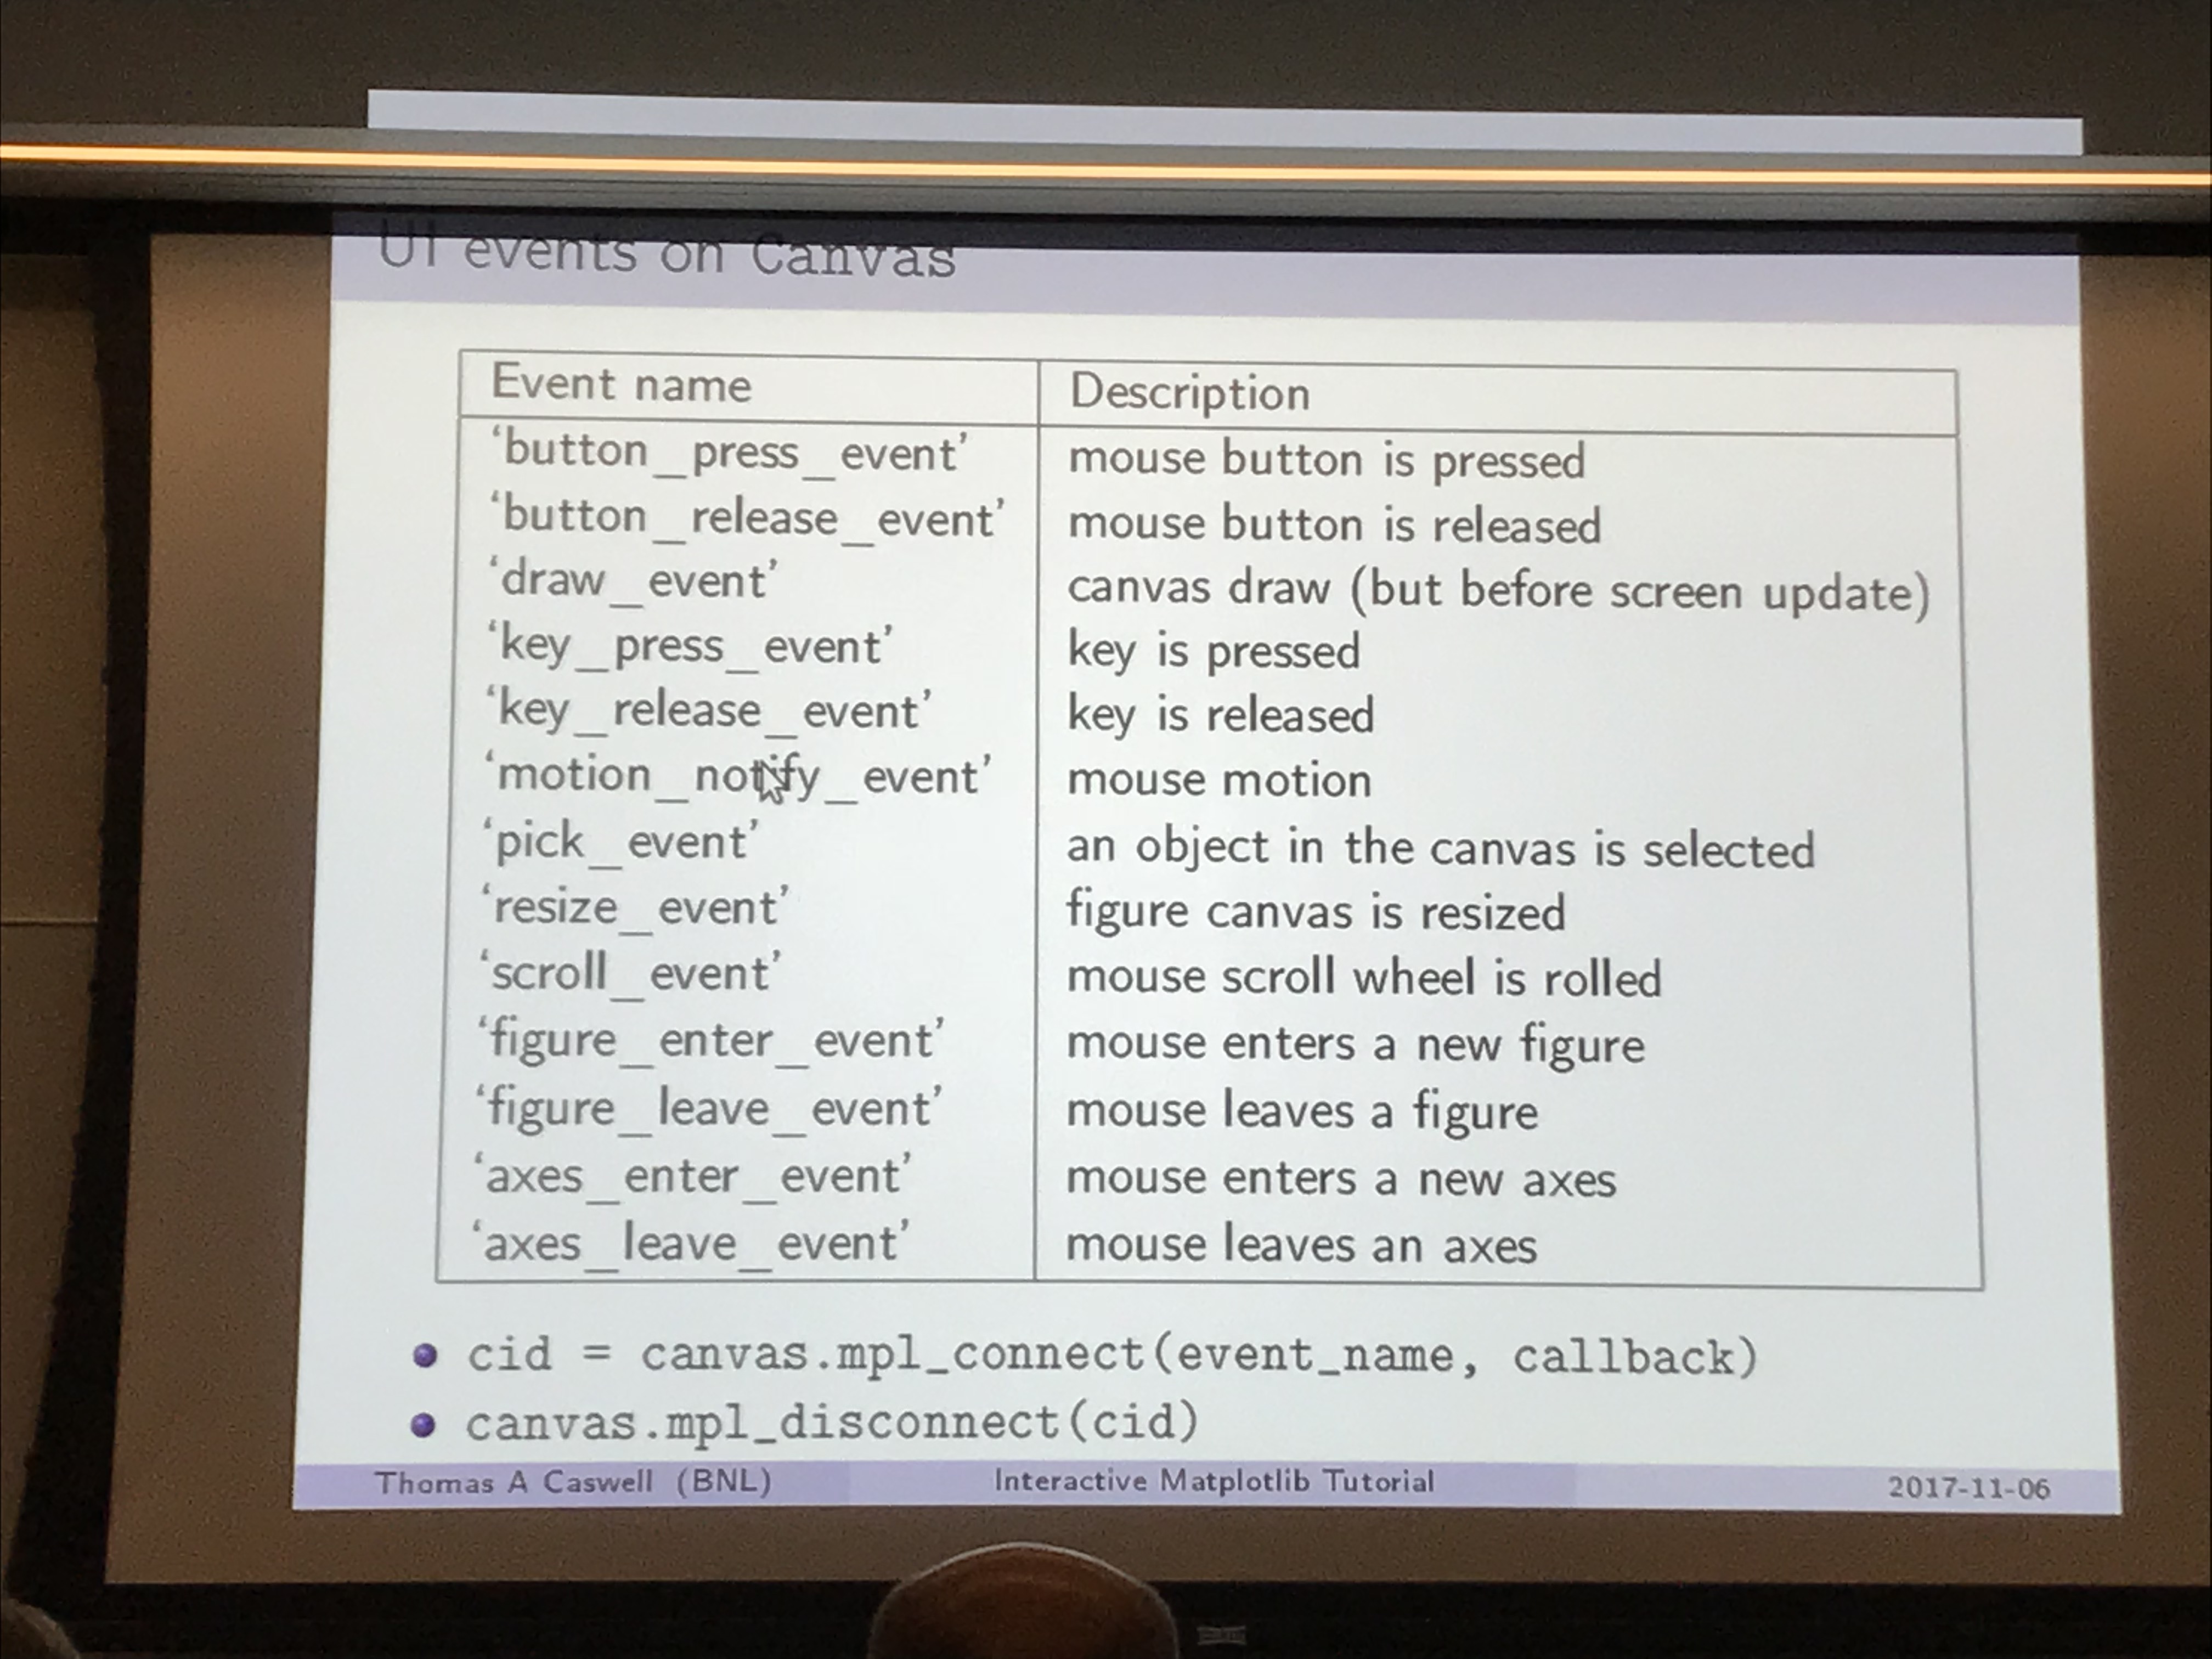 UI events on Canvas
Event name Description
‘button_press_event’ mouse button is pressed
‘button_release_event’ mouse button is released
‘draw_event’ canvas draw (but before screen update)
‘key_press_event’ key is pressed
‘key_release_event’ key is released
‘motion_notify_event’ mouse motion
‘pick_event’ an object in the canvas is selected
‘resize_event’ figure canvas is resized
‘scroll_event’ mouse scroll wheel is rolled
‘figure_enter_event’ mouse enters a new figure
‘figure_leave_event’ mouse leaves a figure
‘axes_enter_event’ mouse enters a new axes
‘axes_leave_event’ mouse leaves an axes
cid = canvas.mpl_connect(event_name, callback)
canvas.mpl_disconnect(cid)
Thomas A Caswell (BNL) Interactive Matplotlib Tutorial 2017-11-06